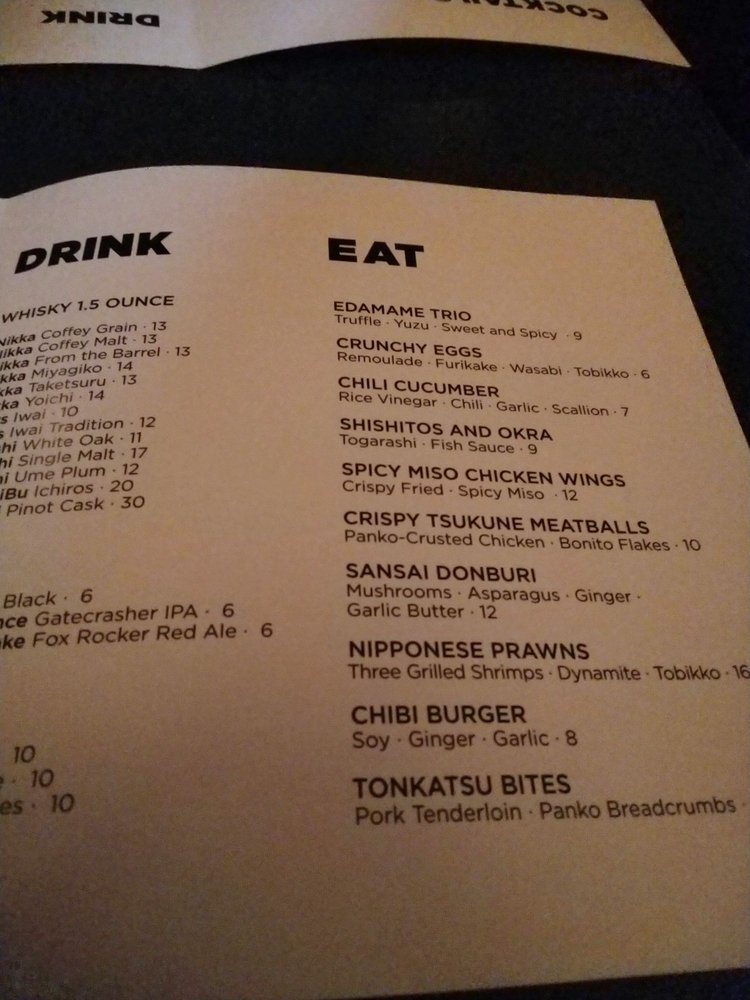 DRINK
COCKTAILS
DRINK
WHISKY 1.5 OUNCE
Nikka Coffey Grain · 13
Nikka Coffey Malt · 13
Nikka From the Barrel · 13
Miyagiko · 14
Taketsuru · 13
Yoichi · 14
Iwai · 10
Iwai Tradition · 12
White Oak · 11
Single Malt · 17
Ume Plum · 12
Ichiros · 20
Pinot Cask · 30
Black · 6
Gatecrasher IPA · 6
Fox Rocker Red Ale · 6
10
· 10
· 10
EAT
EDAMAME TRIO
Truffle · Yuzu · Sweet and Spicy · 9
CRUNCHY EGGS
Remoulade · Furikake · Wasabi · Tobikko · 6
CHILI CUCUMBER
Rice Vinegar · Chili · Garlic · Scallion · 7
SHISHITOS AND OKRA
Togarashi · Fish Sauce · 9
SPICY MISO CHICKEN WINGS
Crispy Fried · Spicy Miso · 12
CRISPY TSUKUNE MEATBALLS
Panko-Crusted Chicken · Bonito Flakes · 10
SANSAI DONBURI
Mushrooms · Asparagus · Ginger ·
Garlic Butter · 12
NIPPONESE PRAWNS
Three Grilled Shrimps · Dynamite · Tobikko · 16
CHIBI BURGER
Soy · Ginger · Garlic · 8
TONKATSU BITES
Pork Tenderloin · Panko Breadcrumbs ·